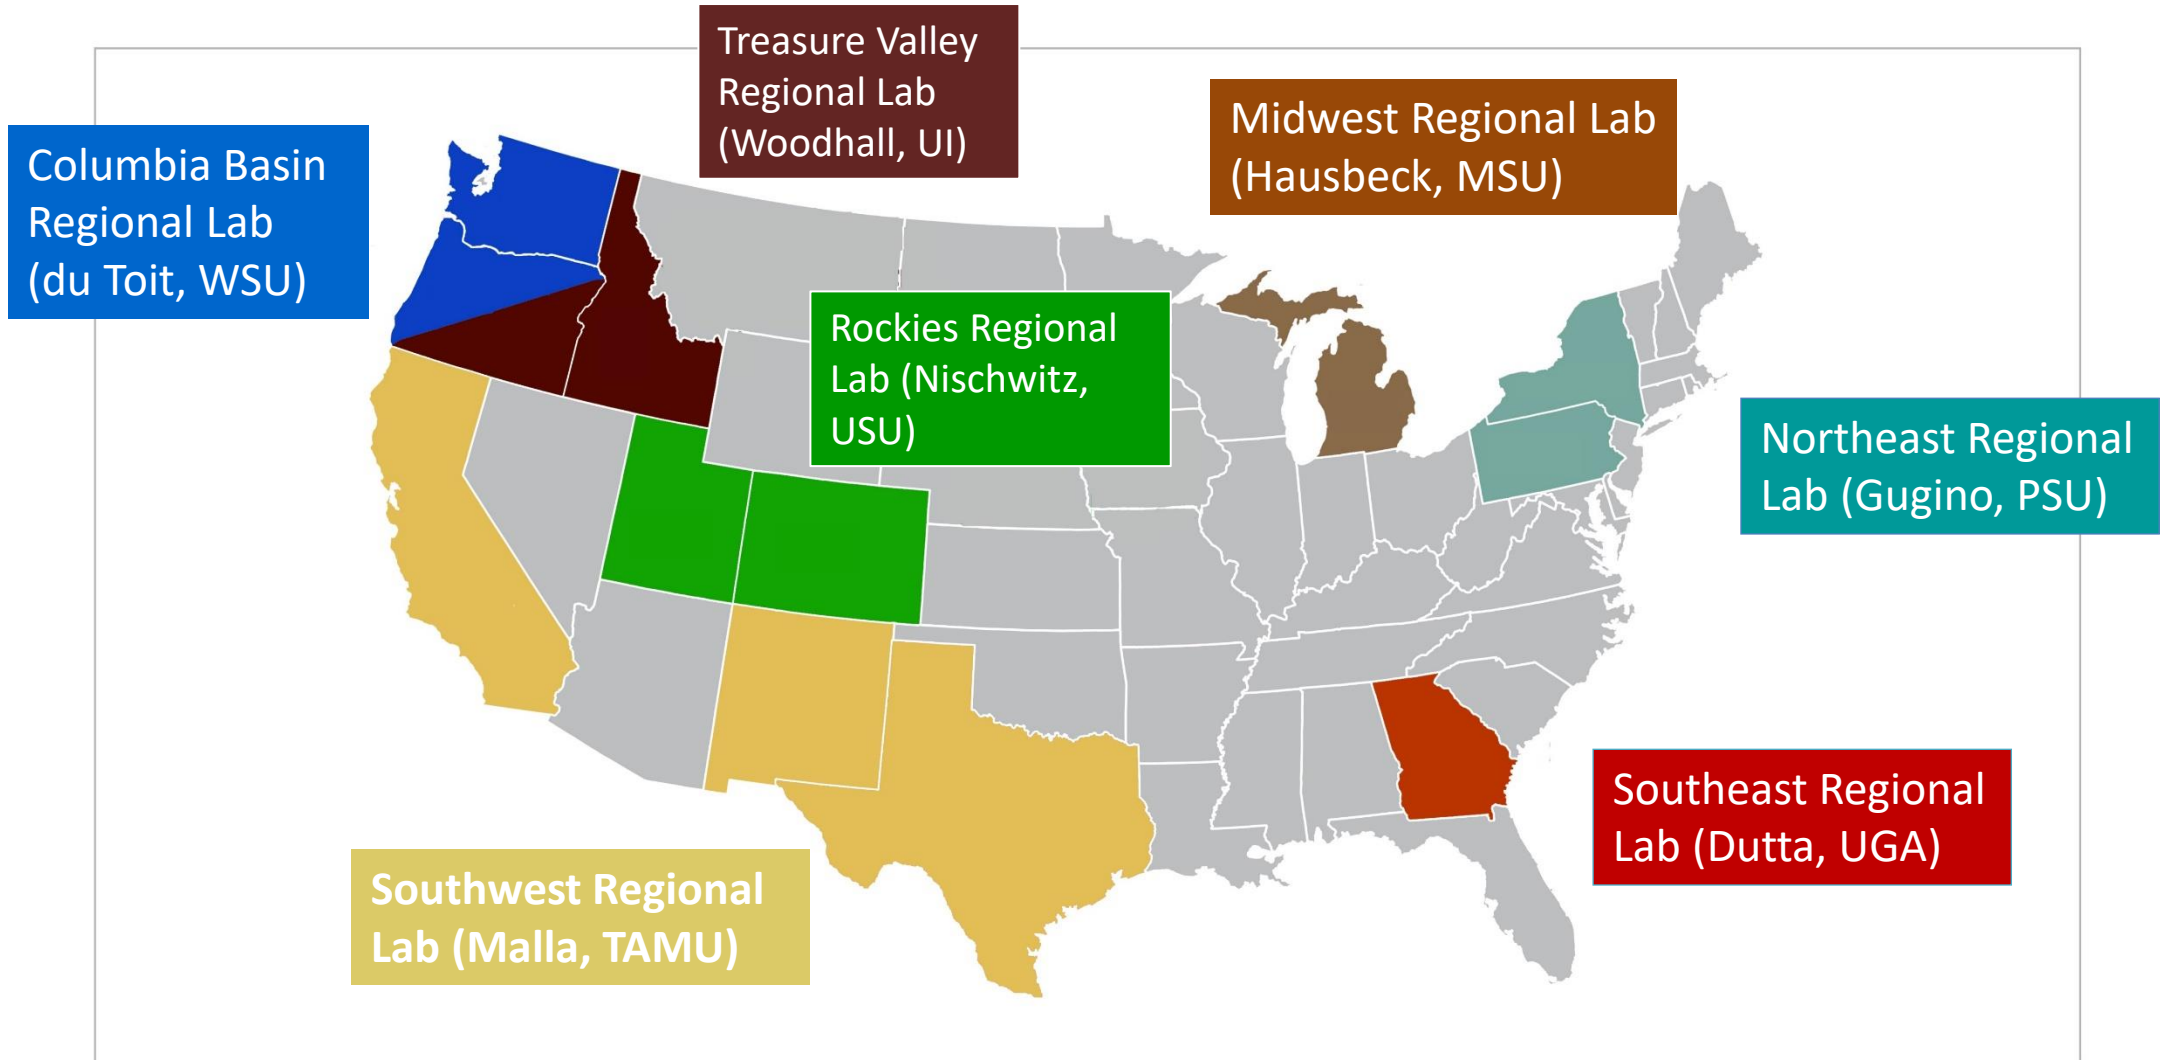 Treasure Valley
Regional Lab
(Woodhall, UI)
Midwest Regional Lab
(Hausbeck, MSU)
Columbia Basin
Regional Lab
(du Toit, WSU)
Rockies Regional
Lab (Nischwitz,
USU)
Northeast Regional
Lab (Gugino, PSU)
Southeast Regional
Lab (Dutta, UGA)
Southwest Regional
Lab (Malla, TAMU)